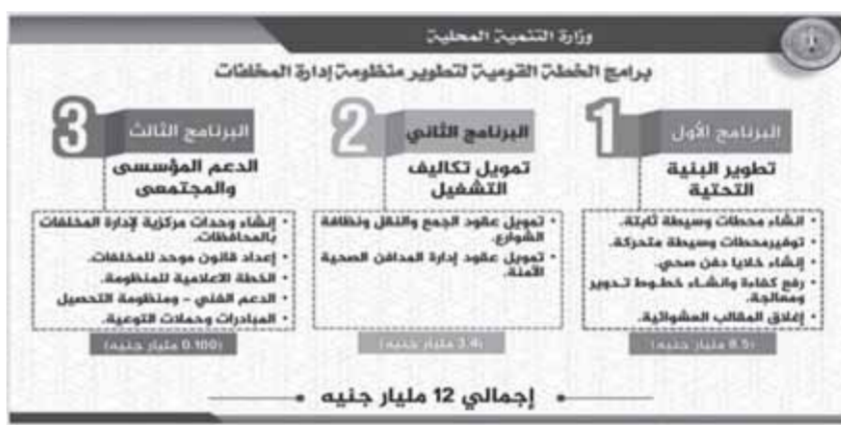 وزارة التنمية المحلية
برامج الخطة القومية لتطوير منظومة إدارة المخلفات
1
البرنامج الأول
تطوير البنية
التحتية
• انشاء محطات وسيطة ثابتة.
• توفيرمحطات وسيطة متحركة.
• إنشاء خلايا دفن صحي.
• رفع كفاءة وانشاء خطوط تدوير
ومعالجة.
• إغلاق المقالب العشوائية.
(8.5 مليار جنيه)
2
البرنامج الثاني
تمويل تكاليف
التشغيل
• تمويل عقود الجمع والنقل ونظافة
الشوارع.
• تمويل عقود إدارة المدافن الصحية
الآمنة.
(3.4 مليار جنيه)
3
البرنامج الثالث
الدعم المؤسسى
والمجتمعى
• إنشاء وحدات مركزية لإدارة المخلفات
بالمحافظات.
• إعداد قانون موحد للمخلفات.
• الخطة الاعلامية للمنظومة.
• الدعم الفني - ومنظومة التحصيل
• المبادرات وحملات التوعية.
(0.100 مليار جنيه)
• إجمالي 12 مليار جنيه •